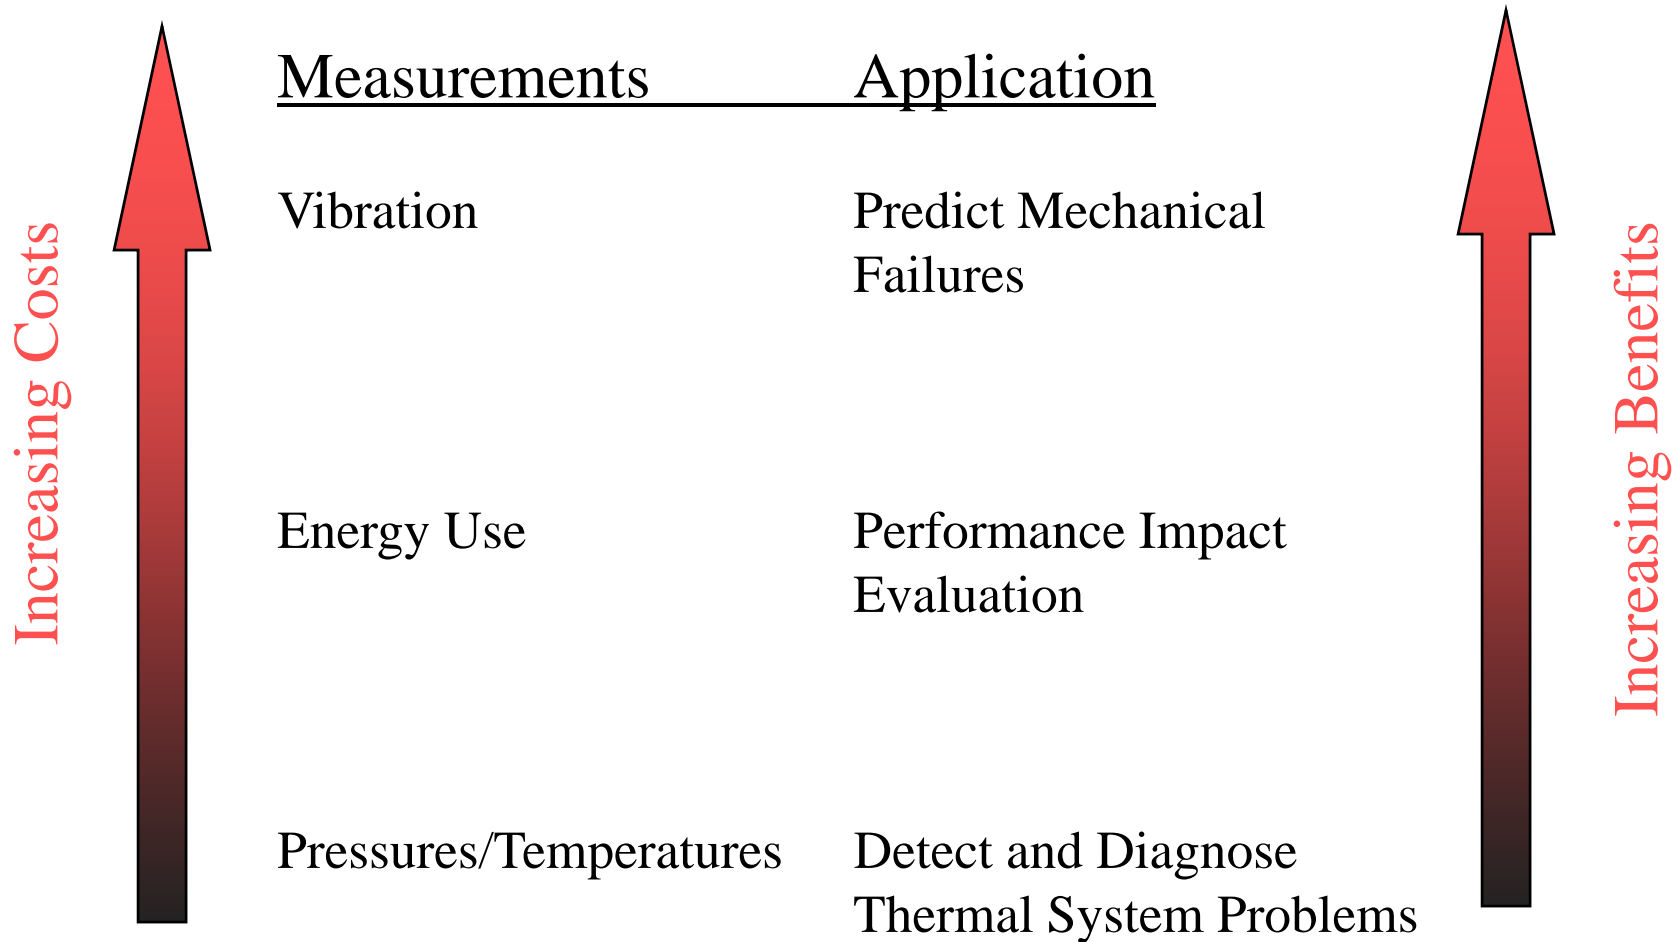 Measurements Application
Vibration Predict Mechanical
Failures
Energy Use Performance Impact
Evaluation
Pressures/Temperatures Detect and Diagnose
Thermal System Problems
Increasing Costs
Increasing Benefits